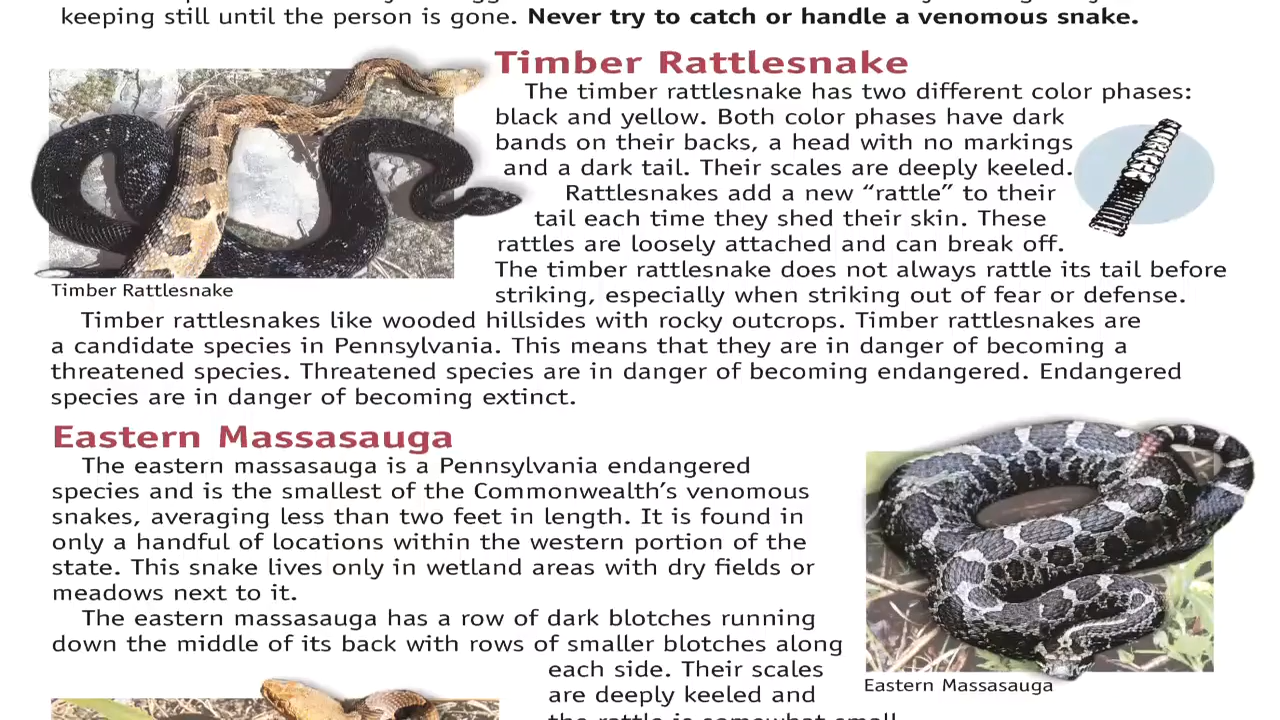 keeping still until the person is gone. Never try to catch or handle a venomous snake.
Timber Rattlesnake
The timber rattlesnake has two different color phases:
black and yellow. Both color phases have dark
bands on their backs, a head with no markings
and a dark tail. Their scales are deeply keeled.
Rattlesnakes add a new “rattle” to their
tail each time they shed their skin. These
rattles are loosely attached and can break off.
The timber rattlesnake does not always rattle its tail before
striking, especially when striking out of fear or defense.
Timber Rattlesnake
Timber rattlesnakes like wooded hillsides with rocky outcrops. Timber rattlesnakes are
a candidate species in Pennsylvania. This means that they are in danger of becoming a
threatened species. Threatened species are in danger of becoming endangered. Endangered
species are in danger of becoming extinct.
Eastern Massasauga
The eastern massasauga is a Pennsylvania endangered
species and is the smallest of the Commonwealth’s venomous
snakes, averaging less than two feet in length. It is found in
only a handful of locations within the western portion of the
state. This snake lives only in wetland areas with dry fields or
meadows next to it.
The eastern massasauga has a row of dark blotches running
down the middle of its back with rows of smaller blotches along
each side. Their scales
are deeply keeled and
the rattle is somewhat small
Eastern Massasauga